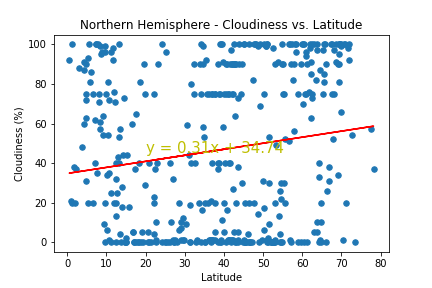 Northern Hemisphere - Cloudiness vs. Latitude
100
80
60
40
20
0
Cloudiness (%)
y = 0.31x + 34.74
0 10 20 30 40 50 60 70 80
Latitude